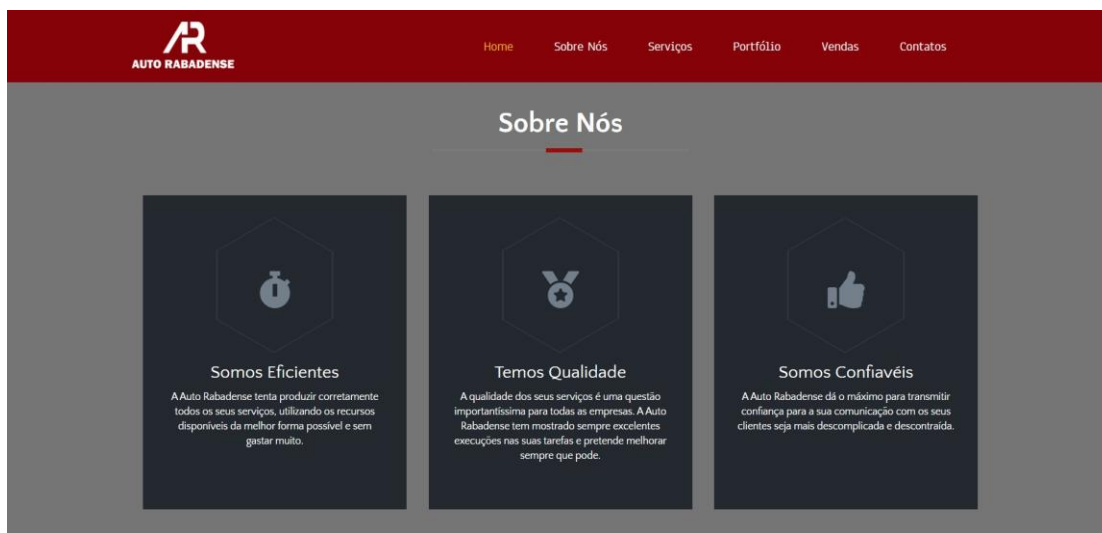 AR
AUTO RABADENSE
Home Sobre Nós Serviços Portfólio Vendas Contatos
Sobre Nós
Somos Eficientes
A Auto Rabadense tenta produzir corretamente
todos os seus serviços, utilizando os recursos
disponíveis da melhor forma possível e sem
gastar muito.
Temos Qualidade
A qualidade dos seus serviços é uma questão
importantíssima para todas as empresas. A Auto
Rabadense tem mostrado sempre excelentes
execuções nas suas tarefas e pretende melhorar
sempre que pode.
Somos Confiavéis
A Auto Rabadense dá o máximo para transmitir
confiança para a sua comunicação com os seus
clientes seja mais descomplicada e descontraída.